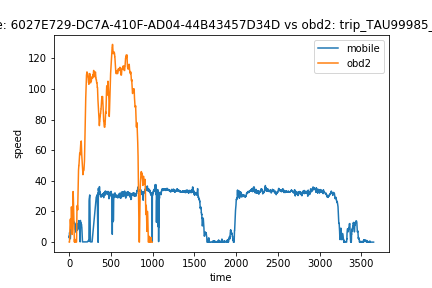 e: 6027E729-DC7A-410F-AD04-44B43457D34D vs obd2: trip_TAU99985_
mobile
obd2
speed
120
100
80
60
40
20
0
0 500 1000 1500 2000 2500 3000 3500
time